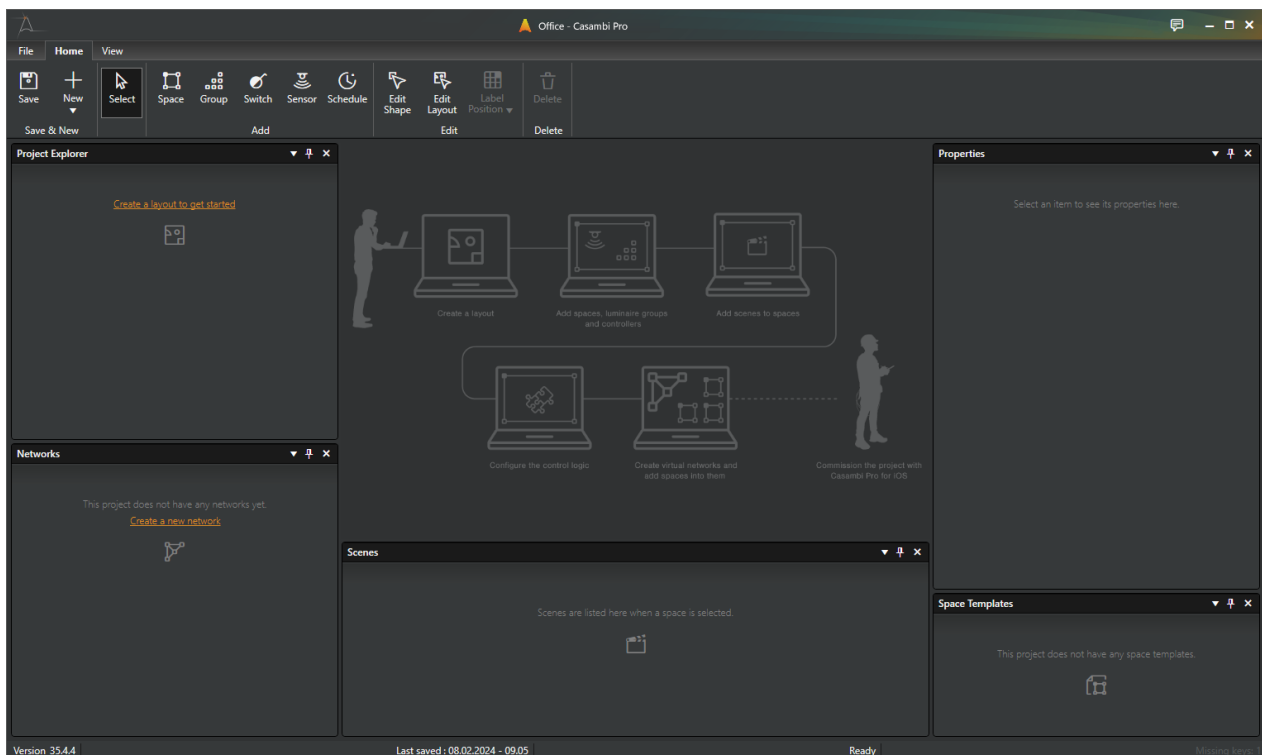 Office - Casambi Pro
File Home View
Save New Select Space Group Switch Sensor Schedule Edit Shape Edit Layout Label Position Delete
Save & New Add Edit Delete
Project Explorer
Create a layout to get started
Networks
This project does not have any networks yet.
Create a new network
Create a layout
Add spaces, luminaire groups
and controllers
Add scenes to spaces
Configure the control logic
Create virtual networks and
add spaces into them
Commission the project with
Casambi Pro for iOS
Scenes
Scenes are listed here when a space is selected.
Properties
Select an item to see its properties here.
Space Templates
This project does not have any space templates.
Version 35.4.4
Last saved : 08.02.2024 - 09.05
Ready
Missing keys: 1